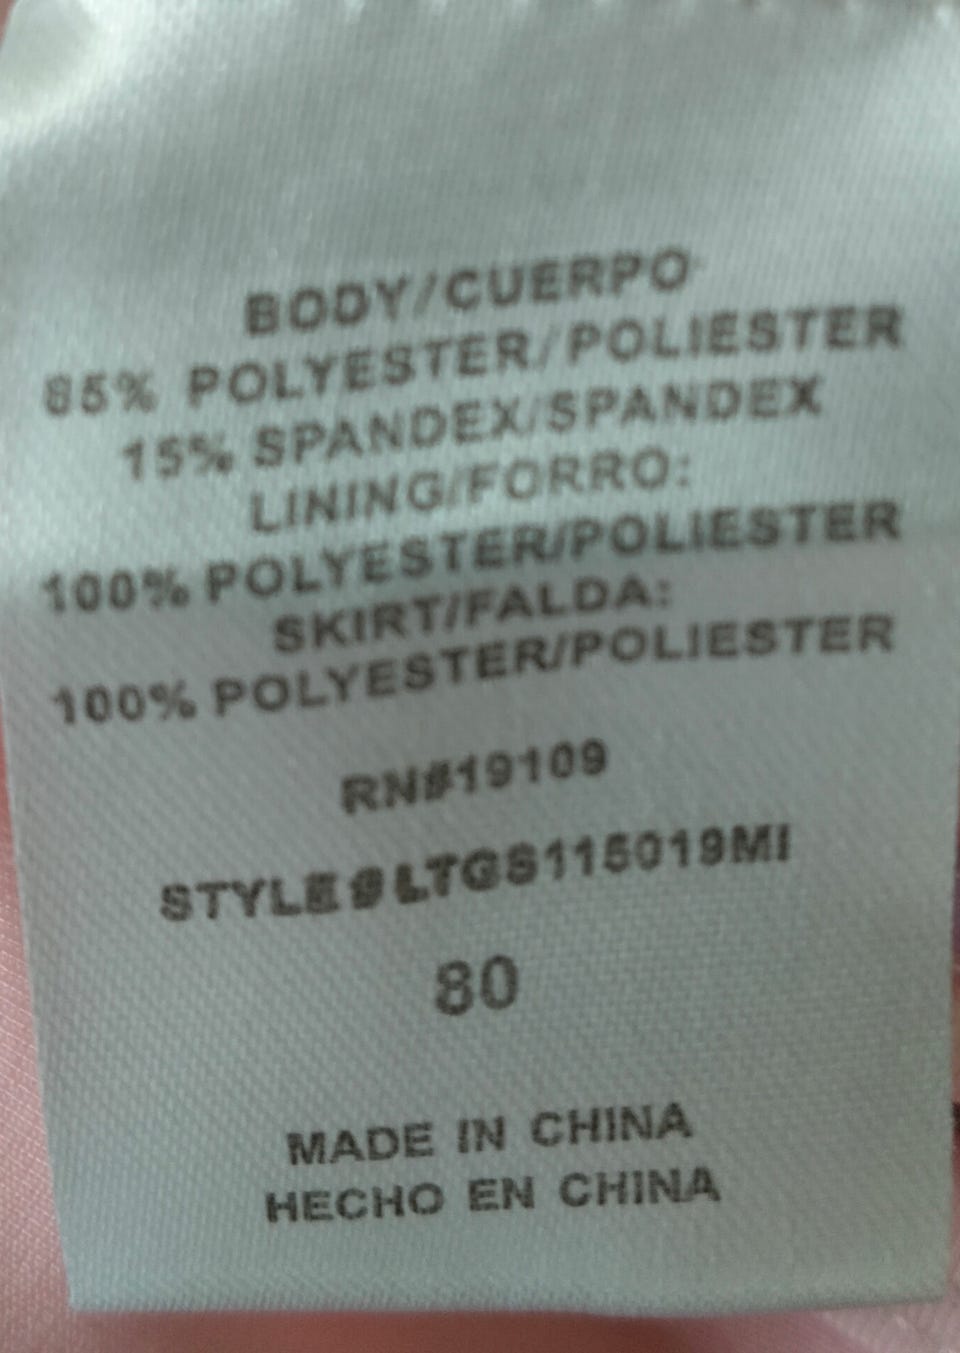 BODY/CUERPO
85% POLYESTER/POLIESTER
15% SPANDEX/SPANDEX
LINING/FORRO:
100% POLYESTER/POLIESTER
SKIRT/FALDA:
100% POLYESTER/POLIESTER
RN#19109
STYLE#LTGS115019MI
80
MADE IN CHINA
HECHO EN CHINA